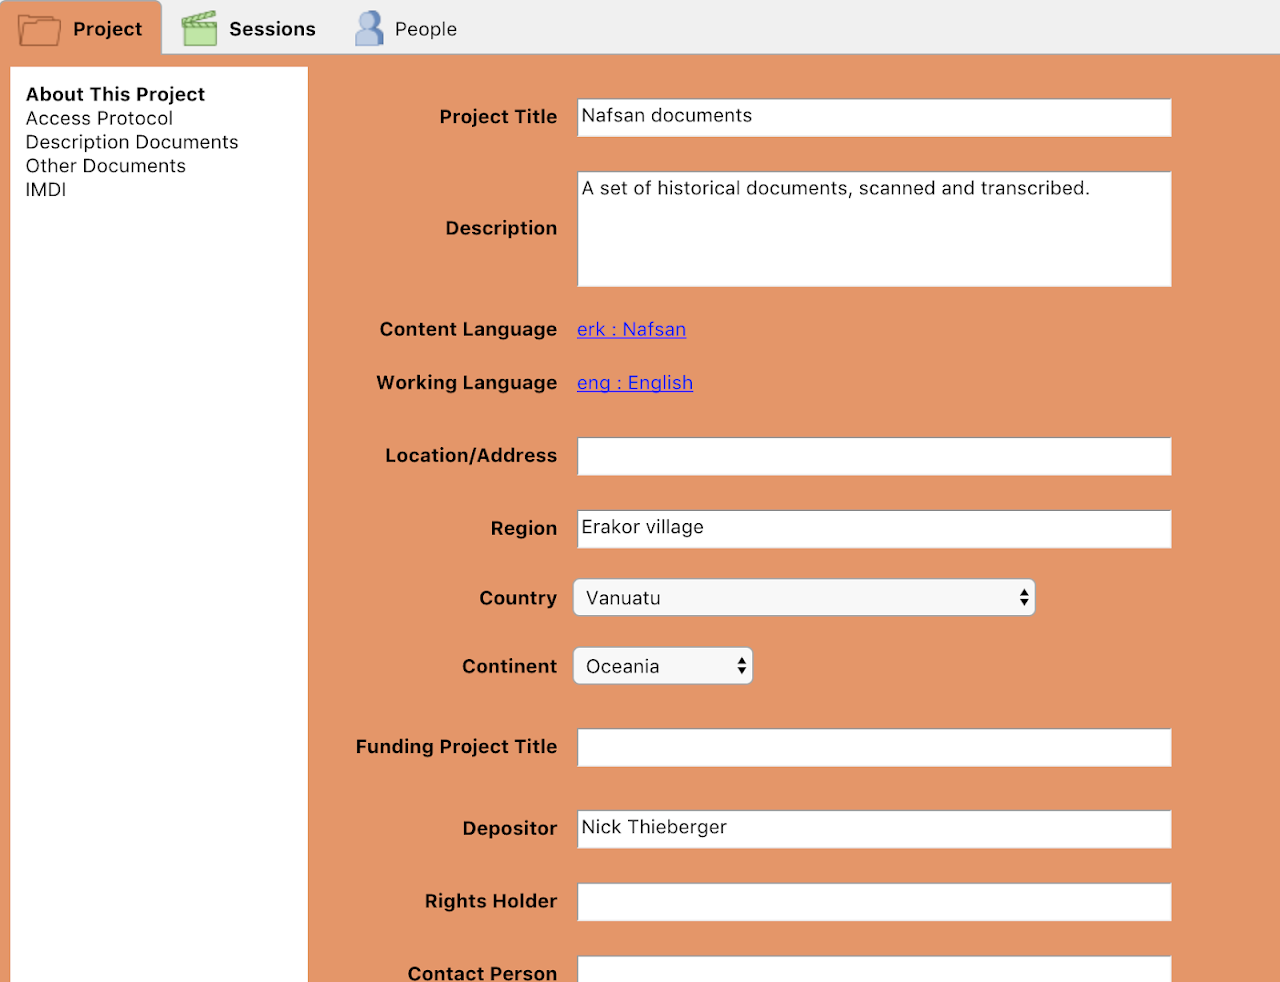 Project
Sessions
People
About This Project
Access Protocol
Description Documents
Other Documents
IMDI
Project Title
Nafsan documents
Description
A set of historical documents, scanned and transcribed.
Content Language
erk : Nafsan
Working Language
eng : English
Location/Address
Region
Erakor village
Country
Vanuatu
Continent
Oceania
Funding Project Title
Depositor
Nick Thieberger
Rights Holder
Contact Person